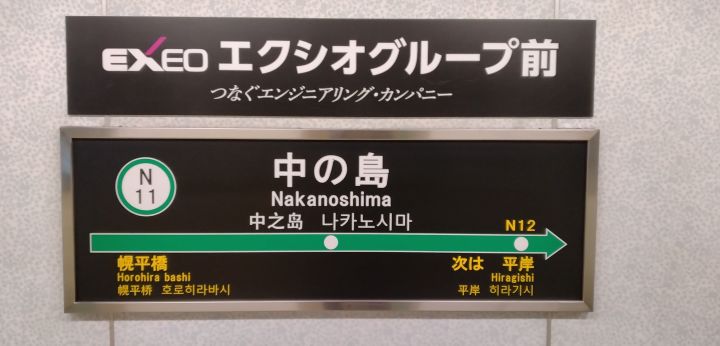 EXEO エクシオグループ前
つなぐエンジニアリング・カンパニー
N
11
中の島
Nakanoshima
中之岛 나카노시마
N12
幌平橋
Horohira bashi
幌平桥 호로히라바시
次は 平岸
Hiragishi
平岸 히라기시